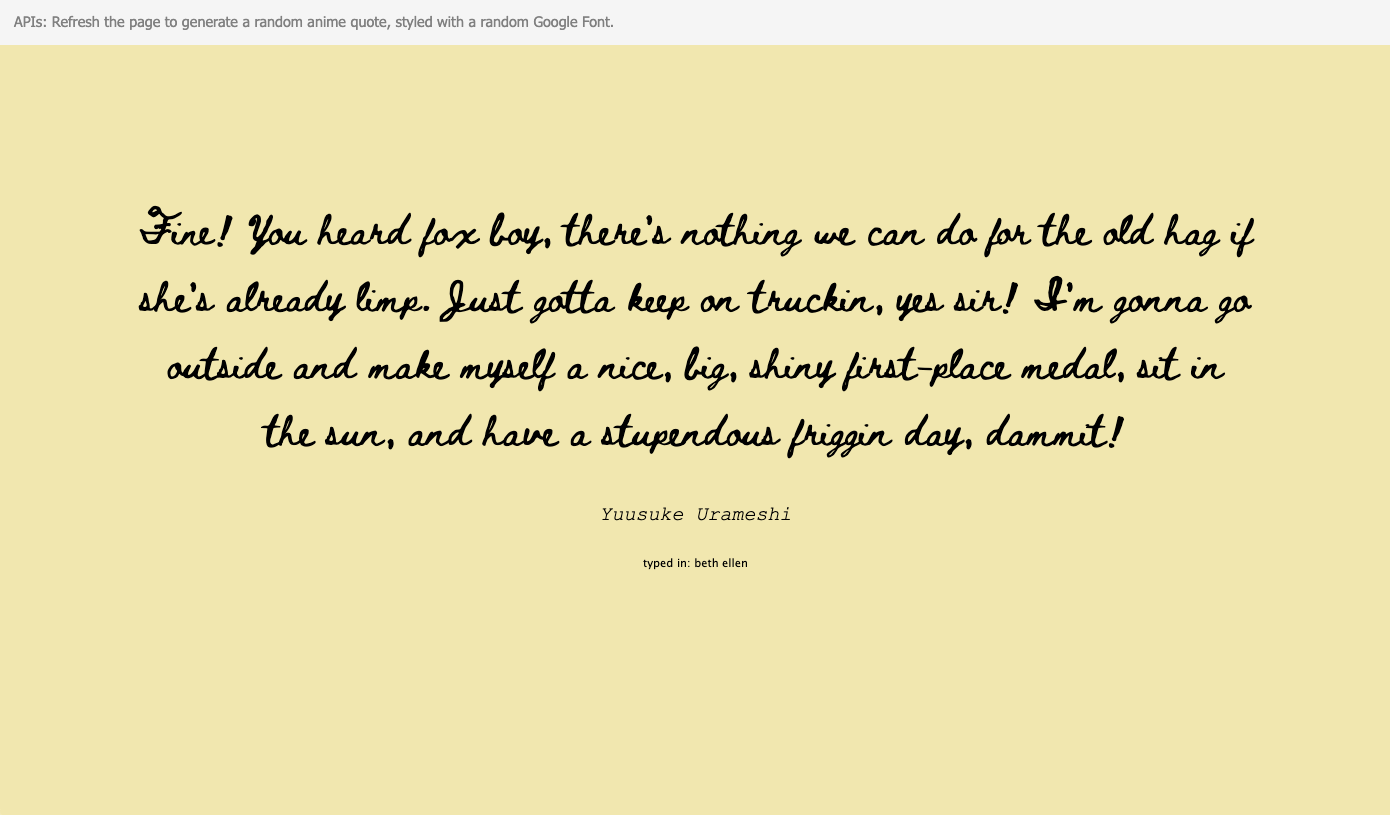 APIs: Refresh the page to generate a random anime quote, styled with a random Google Font.
Fine! You heard fox boy, there's nothing we can do for the old hag if
she's already limp. Just gotta keep on truckin, yes sir! I'm gonna go
outside and make myself a nice, big, shiny first-place medal, sit in
the sun, and have a stupendous friggin day, dammit!
Yuusuke Urameshi
typed in: beth ellen